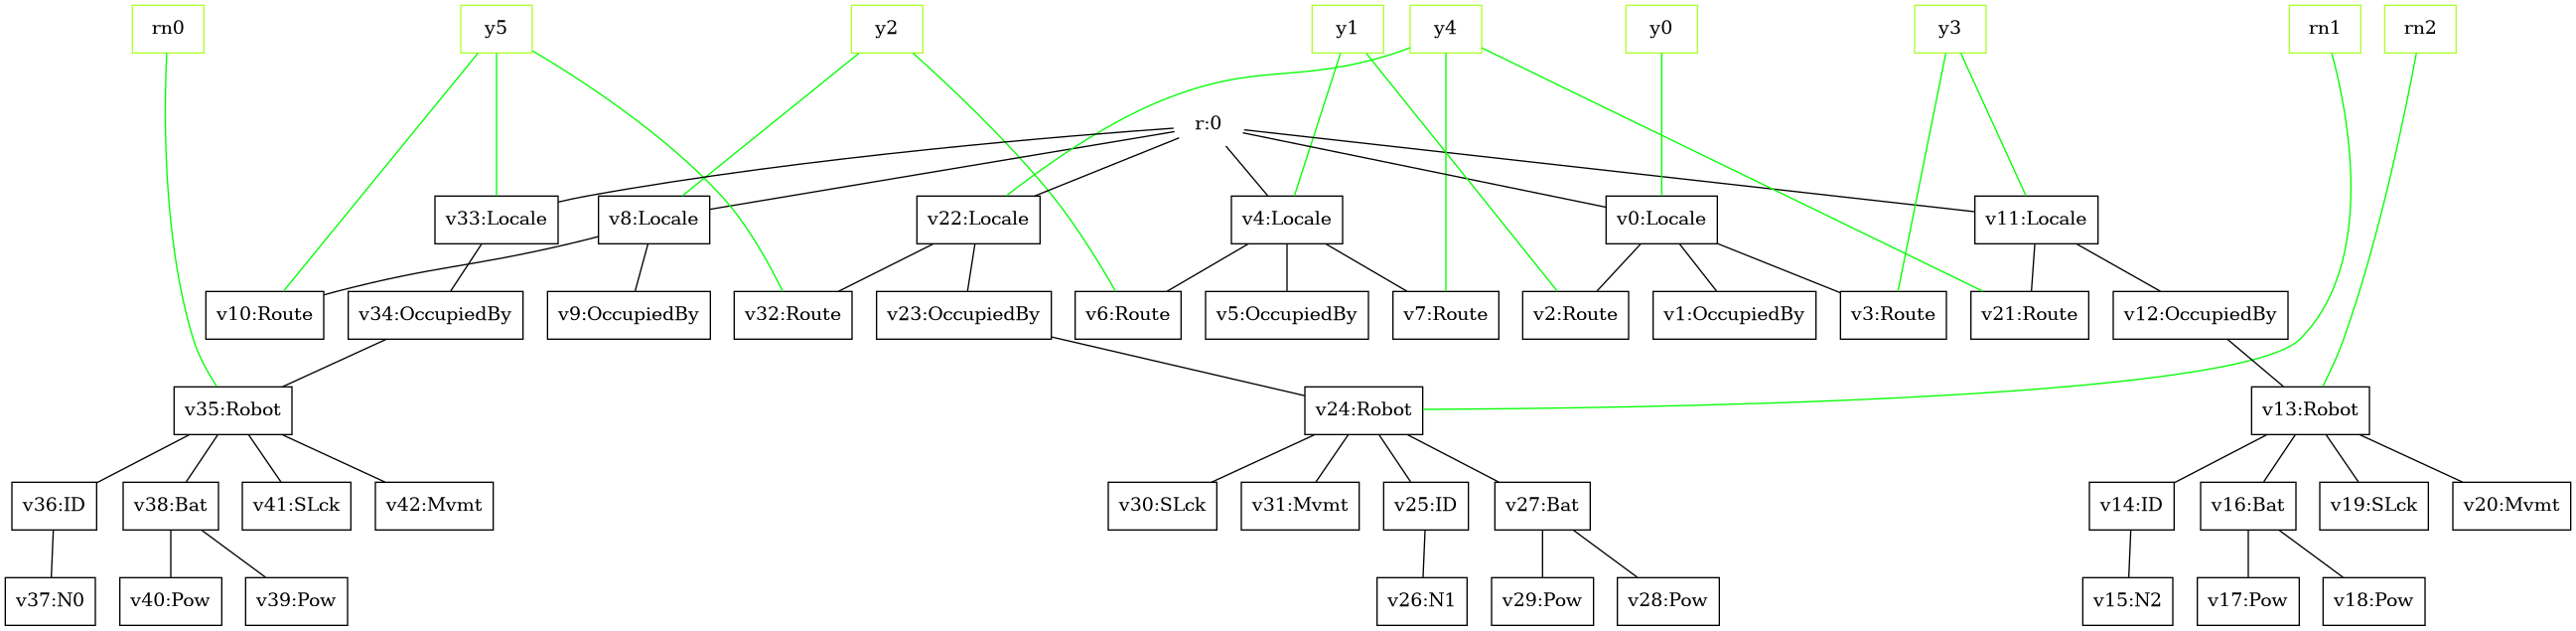 rn0 y5 y2 y1 y4 y0 y3 rn1 rn2
r:0
v33:Locale v8:Locale v22:Locale v4:Locale v0:Locale v11:Locale
v10:Route v34:OccupiedBy v9:OccupiedBy v32:Route v23:OccupiedBy v6:Route v5:OccupiedBy v7:Route v2:Route v1:OccupiedBy v3:Route v21:Route v12:OccupiedBy
v35:Robot v24:Robot v13:Robot
v36:ID v38:Bat v41:SLck v42:Mvmt v30:SLck v31:Mvmt v25:ID v27:Bat v14:ID v16:Bat v19:SLck v20:Mvmt
v37:N0 v40:Pow v39:Pow v26:N1 v29:Pow v28:Pow v15:N2 v17:Pow v18:Pow